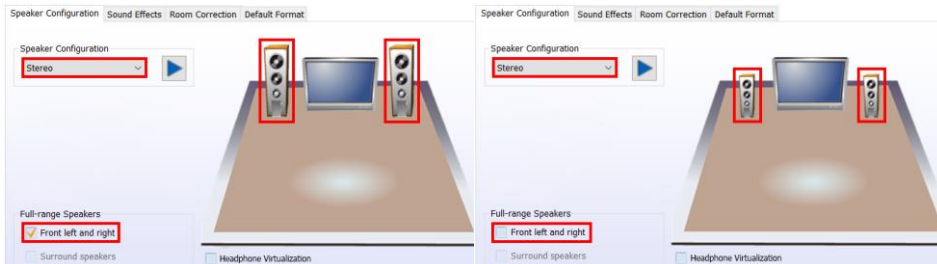 Speaker Configuration Sound Effects Room Correction Default Format
Speaker Configuration
Stereo
Full-range Speakers
Front left and right
Surround speakers
Headphone Virtualization
Speaker Configuration Sound Effects Room Correction Default Format
Speaker Configuration
Stereo
Full-range Speakers
Front left and right
Surround speakers
Headphone Virtualization